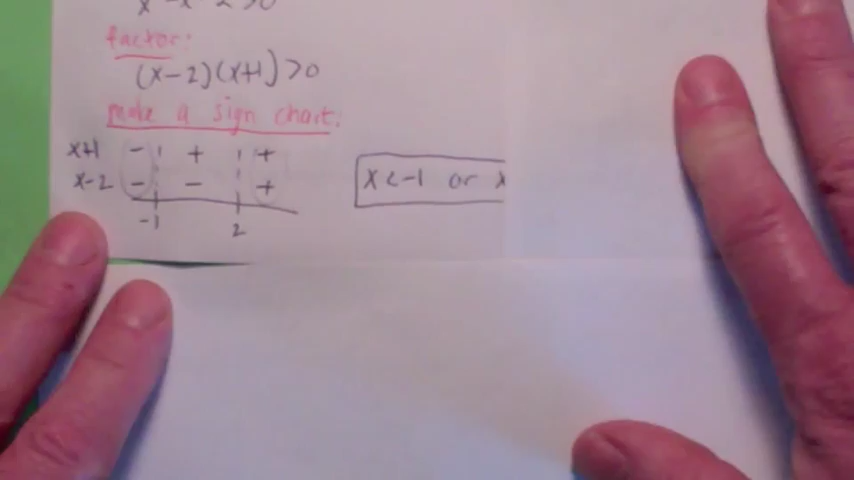 factor:
(x-2)(x+1)>0
make a sign chart:
x+1 - + +
x-2 - - +
-1 2
x<-1 or x